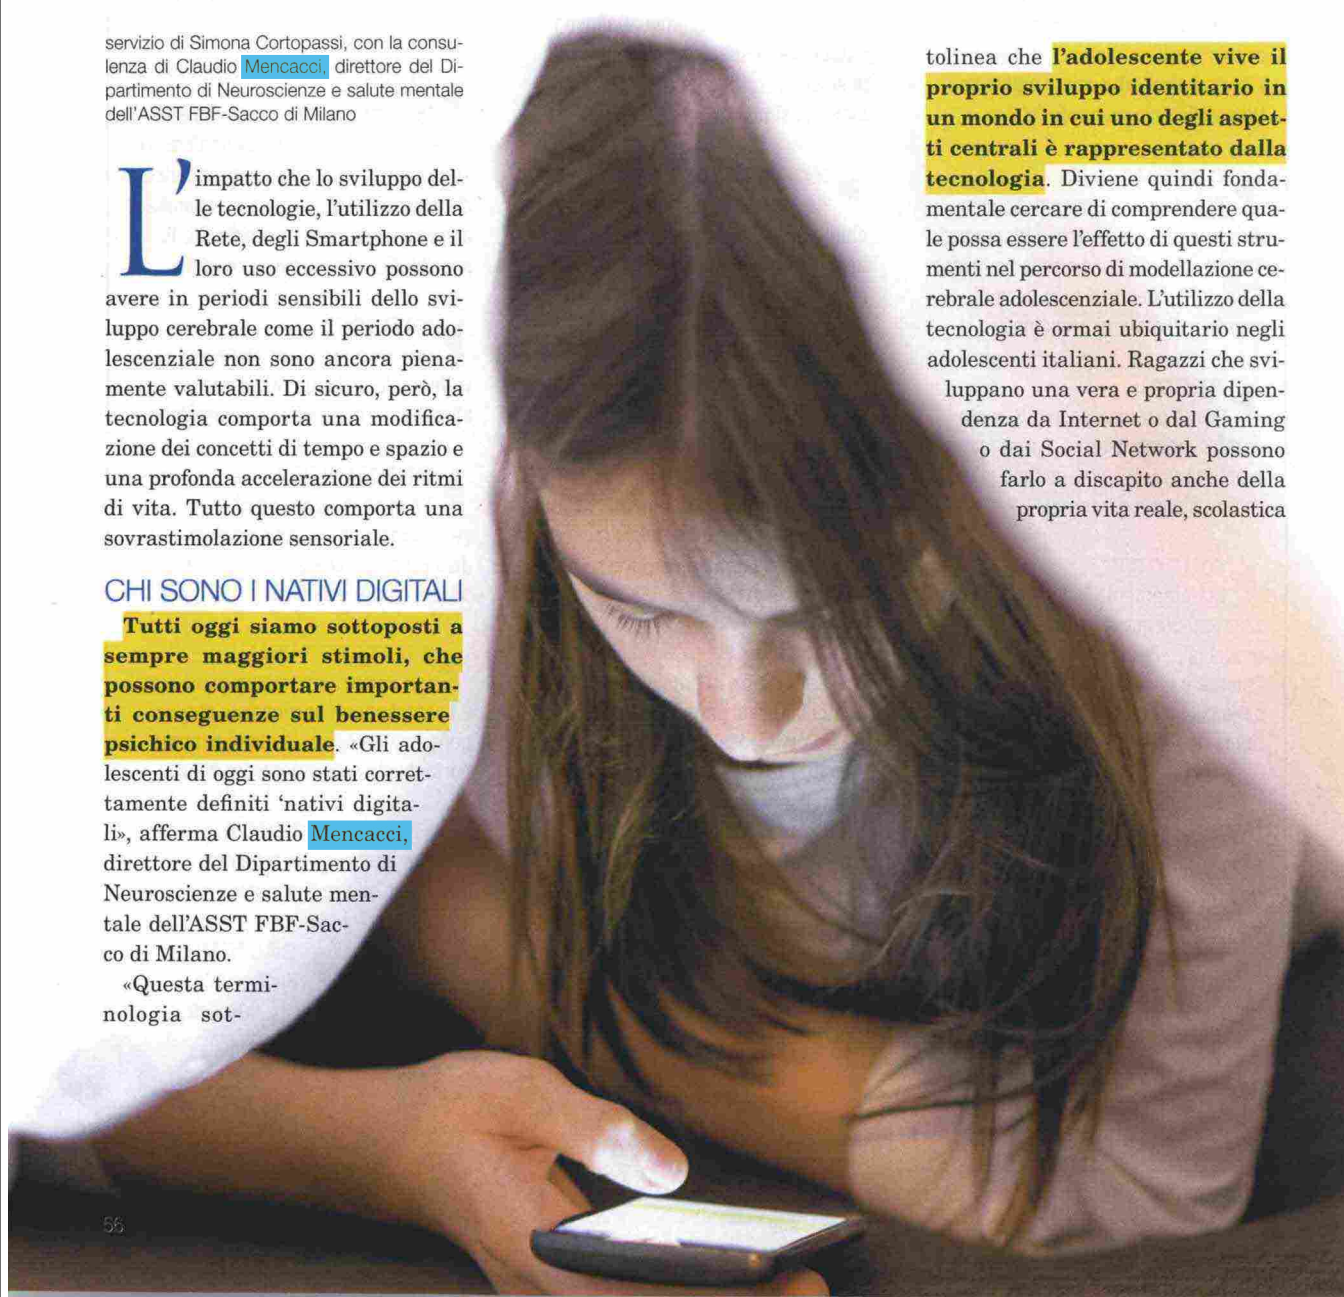 servizio di Simona Cortopassi, con la consu-
lenza di Claudio Mencacci, direttore del Di-
partimento di Neuroscienze e salute mentale
dell'ASST FBF-Sacco di Milano
L'impatto che lo sviluppo del-
le tecnologie, l'utilizzo della
Rete, degli Smartphone e il
loro uso eccessivo possono
avere in periodi sensibili dello svi-
luppo cerebrale come il periodo ado-
lescenziale non sono ancora piena-
mente valutabili. Di sicuro, però, la
tecnologia comporta una modifica-
zione dei concetti di tempo e spazio e
una profonda accelerazione dei ritmi
di vita. Tutto questo comporta una
sovrastimolazione sensoriale.
CHI SONO I NATIVI DIGITALI
Tutti oggi siamo sottoposti a
sempre maggiori stimoli, che
possono comportare importan-
ti conseguenze sul benessere
psichico individuale. «Gli ado-
lescenti di oggi sono stati corret-
tamente definiti ‘nativi digita-
li», afferma Claudio Mencacci,
direttore del Dipartimento di
Neuroscienze e salute men-
tale dell'ASST FBF-Sac-
co di Milano.
«Questa termi-
nologia sot-
tolinea che l'adolescente vive il
proprio sviluppo identitario in
un mondo in cui uno degli aspet-
ti centrali è rappresentato dalla
tecnologia. Diviene quindi fonda-
mentale cercare di comprendere qua-
le possa essere l'effetto di questi stru-
menti nel percorso di modellazione ce-
rebrale adolescenziale. L'utilizzo della
tecnologia è ormai ubiquitario negli
adolescenti italiani. Ragazzi che svi-
luppano una vera e propria dipen-
denza da Internet o dal Gaming
o dai Social Network possono
farlo a discapito anche della
propria vita reale, scolastica
56